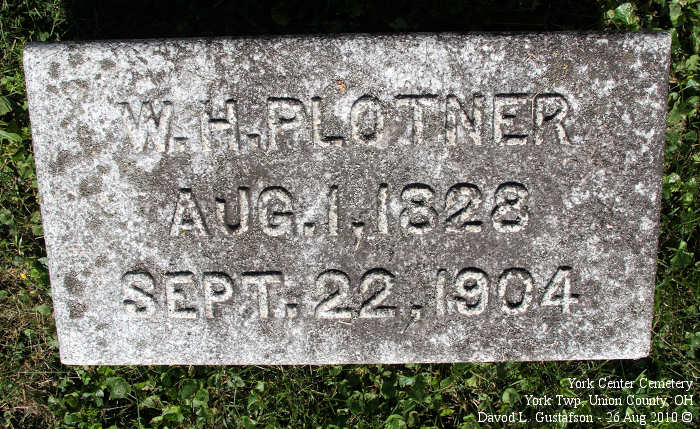 W. H. PLOTNER
AUG. 1, 1828
SEPT. 22, 1904
York Center Cemetery
York Twp, Union County, OH
Davod L. Gustafson - 26 Aug 2010 ©